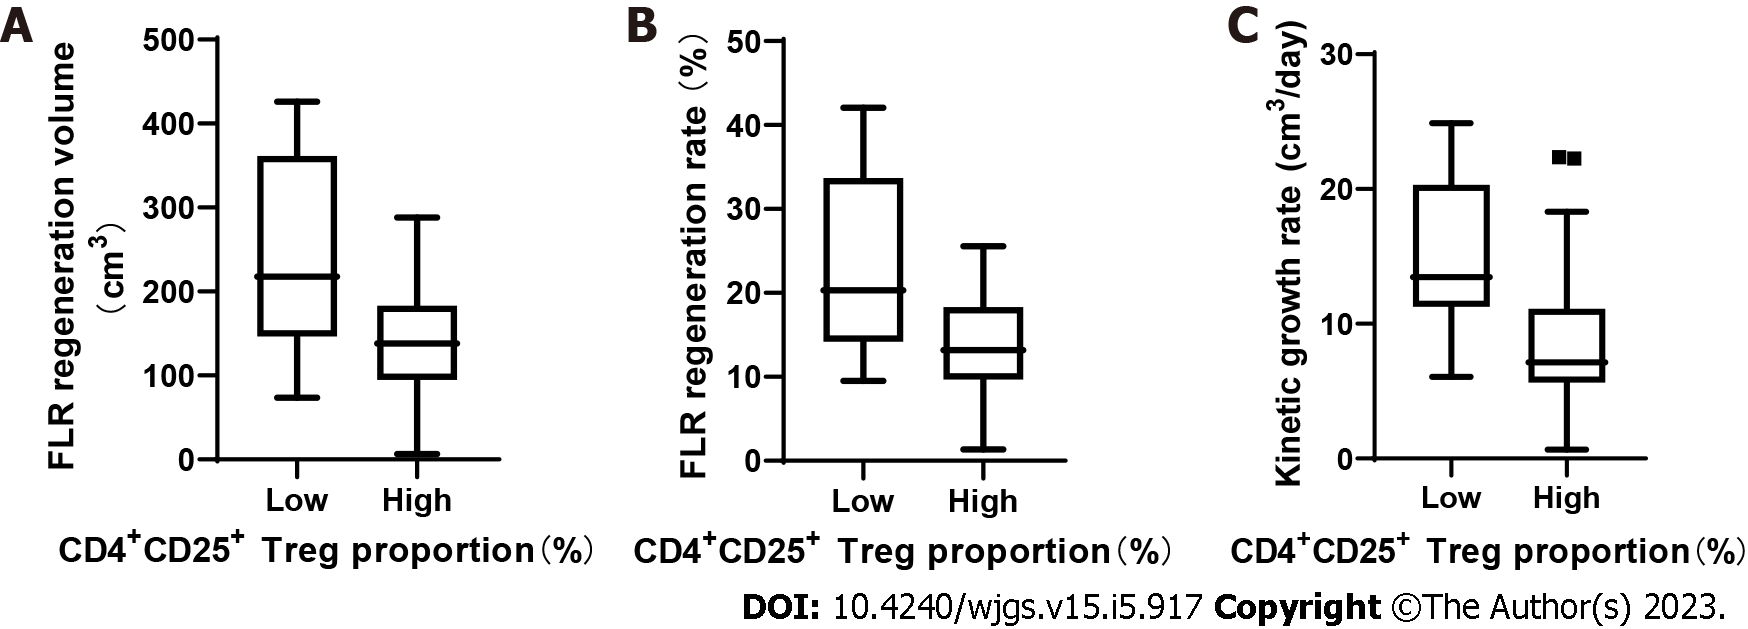 A
FLR regeneration volume
(cm³)
500
400
300
200
100
0
Low High
CD4⁺CD25⁺ Treg proportion(%)
B
FLR regeneration rate(%)
50
40
30
20
10
0
Low High
CD4⁺CD25⁺ Treg proportion(%)
C
Kinetic growth rate (cm³/day)
30
20
10
0
Low High
CD4⁺CD25⁺ Treg proportion(%)
DOI: 10.4240/wjgs.v15.i5.917 Copyright ©The Author(s) 2023.